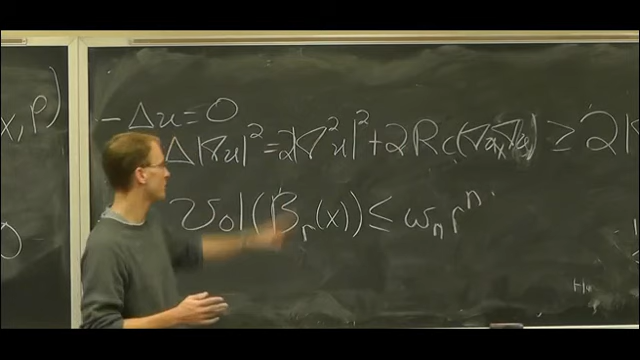 x, p)
-Δu = 0
Δ|∇u|² = 2|∇²u|² + 2Rc(∇u, ∇u) ≥ 2|
Vol(B_r(x)) ≤ ω_n r^n